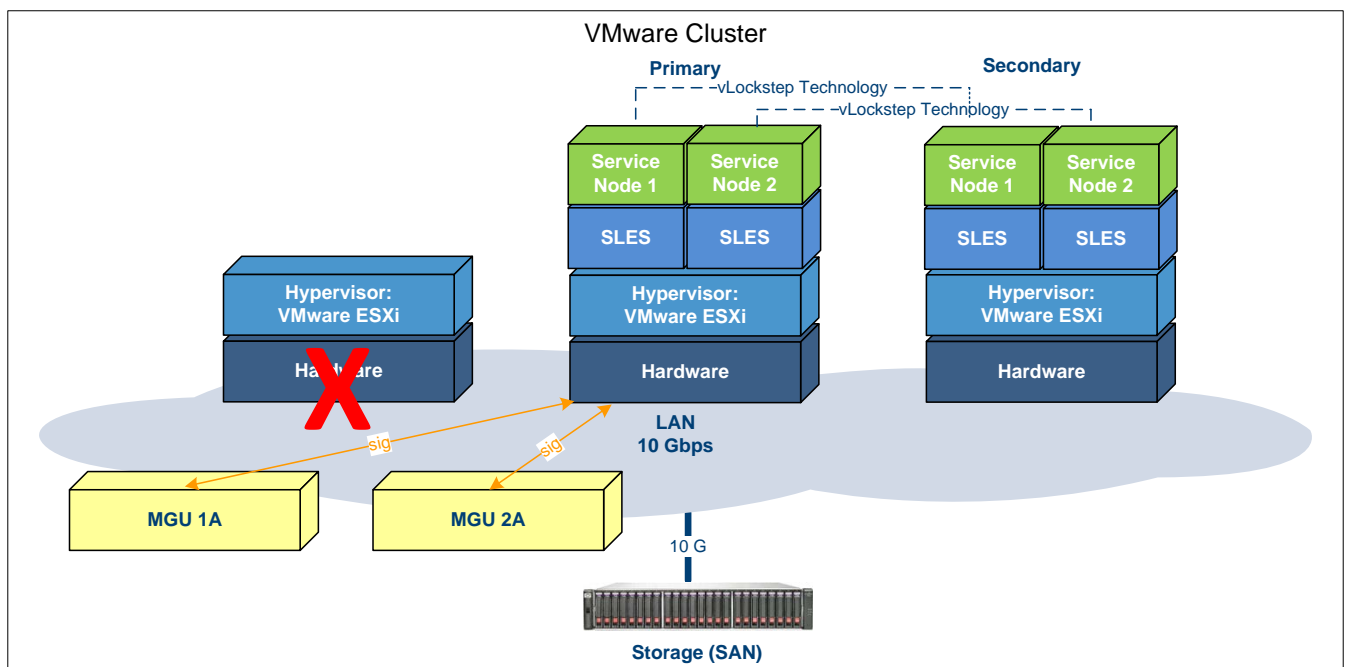 VMware Cluster
Primary
Secondary
vLockstep Technology
vLockstep Technology
Service
Node 1
Service
Node 2
Service
Node 1
Service
Node 2
SLES
SLES
SLES
SLES
Hypervisor:
VMware ESXi
Hypervisor:
VMware ESXi
Hypervisor:
VMware ESXi
Hardware
Hardware
Hardware
X
LAN
10 Gbps
sig
sig
MGU 1A
MGU 2A
10 G
Storage (SAN)